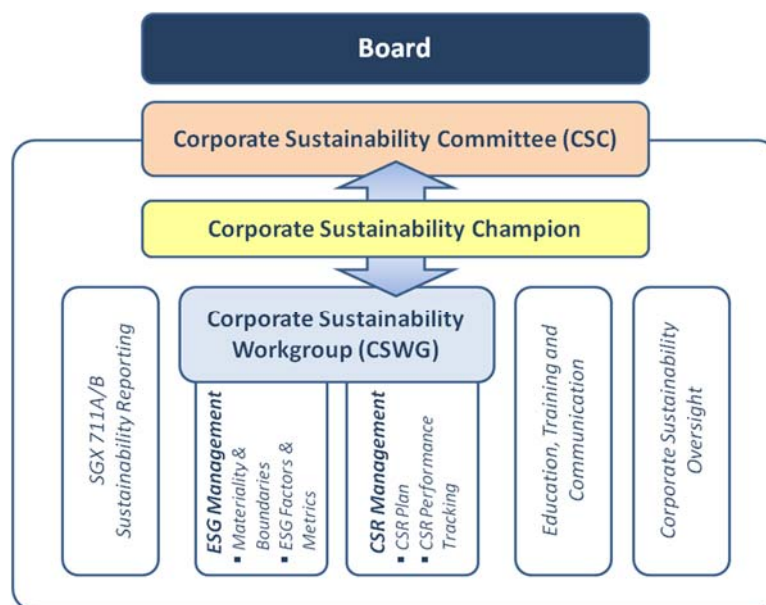 Board
Corporate Sustainability Committee (CSC)
Corporate Sustainability Champion
Corporate Sustainability
Workgroup (CSWG)
SGX 711A/B
Sustainability Reporting
ESG Management
▪ Materiality &
Boundaries
▪ ESG Factors &
Metrics
CSR Management
▪ CSR Plan
▪ CSR Performance
Tracking
Education, Training and
Communication
Corporate Sustainability
Oversight